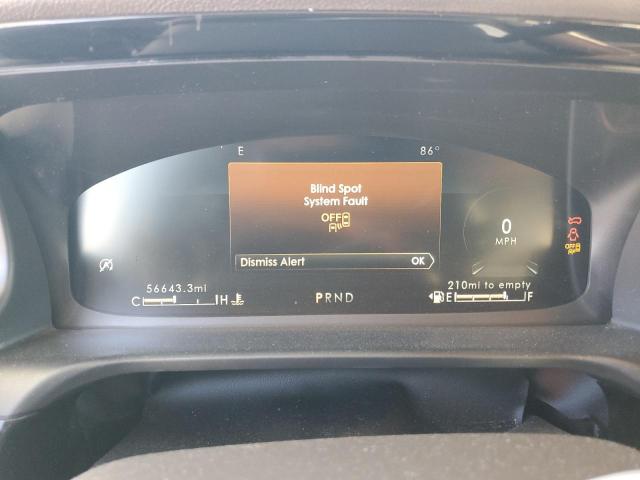 E 86°
Blind Spot
System Fault
OFF
Dismiss Alert OK
0
MPH
OFF
56643.3mi
210mi to empty
C H
PRND
E F